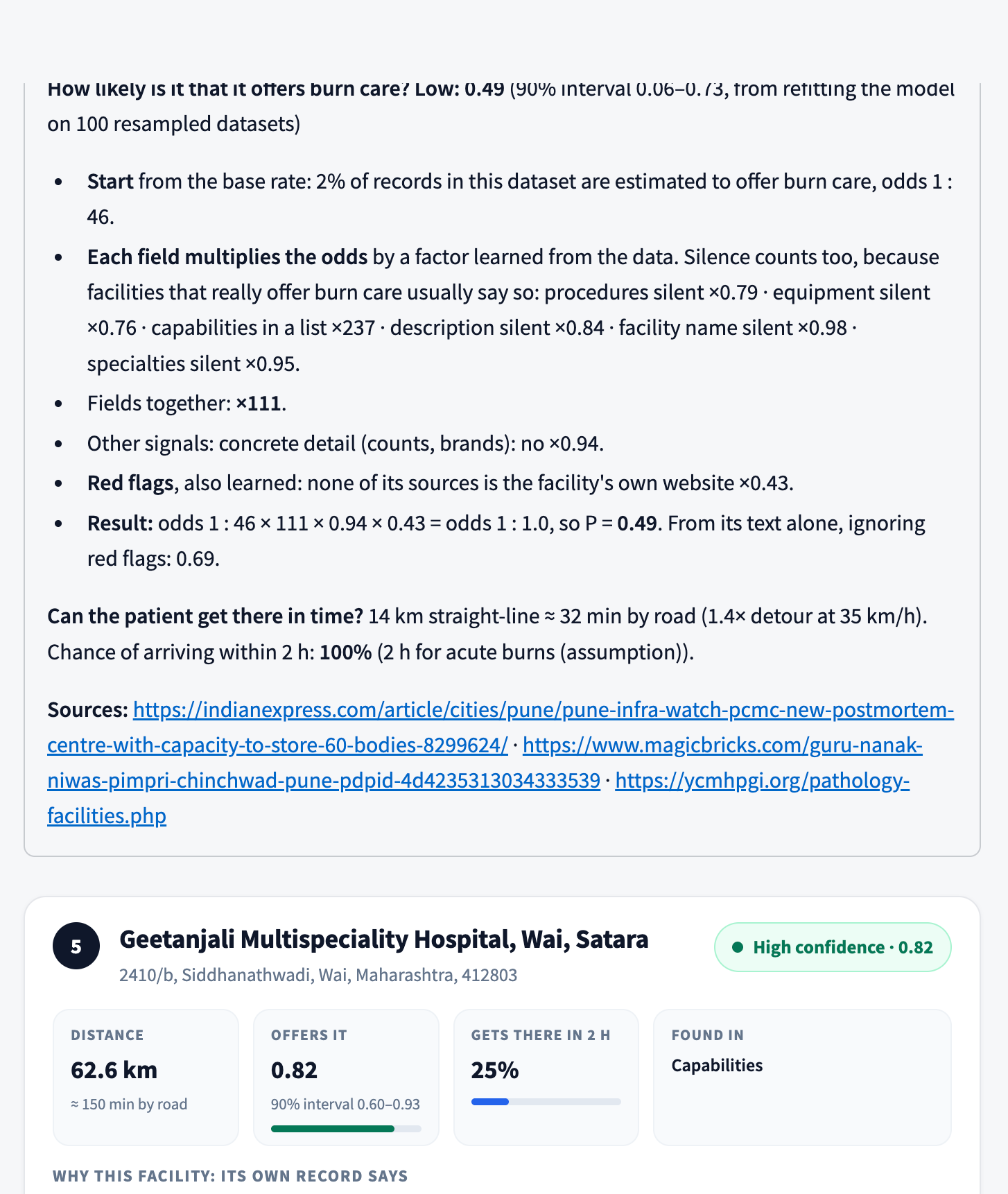 How likely is it that it offers burn care? Low: 0.49 (90% interval 0.06–0.73, from refitting the model
on 100 resampled datasets)
• Start from the base rate: 2% of records in this dataset are estimated to offer burn care, odds 1 :
46.
• Each field multiplies the odds by a factor learned from the data. Silence counts too, because
facilities that really offer burn care usually say so: procedures silent ×0.79 · equipment silent
×0.76 · capabilities in a list ×237 · description silent ×0.84 · facility name silent ×0.98 ·
specialties silent ×0.95.
• Fields together: ×111.
• Other signals: concrete detail (counts, brands): no ×0.94.
• Red flags, also learned: none of its sources is the facility's own website ×0.43.
• Result: odds 1 : 46 × 111 × 0.94 × 0.43 = odds 1 : 1.0, so P = 0.49. From its text alone, ignoring
red flags: 0.69.
Can the patient get there in time? 14 km straight-line ≈ 32 min by road (1.4× detour at 35 km/h).
Chance of arriving within 2 h: 100% (2 h for acute burns (assumption)).
Sources: https://indianexpress.com/article/cities/pune/pune-infra-watch-pcmc-new-postmortem-
centre-with-capacity-to-store-60-bodies-8299624/ · https://www.magicbricks.com/guru-nanak-
niwas-pimpri-chinchwad-pune-pdpid-4d4235313034333539 · https://ycmhpgi.org/pathology-
facilities.php
5 Geetanjali Multispeciality Hospital, Wai, Satara
High confidence · 0.82
2410/b, Siddhanathwadi, Wai, Maharashtra, 412803
DISTANCE
62.6 km
≈ 150 min by road
OFFERS IT
0.82
90% interval 0.60–0.93
GETS THERE IN 2 H
25%
FOUND IN
Capabilities
WHY THIS FACILITY: ITS OWN RECORD SAYS